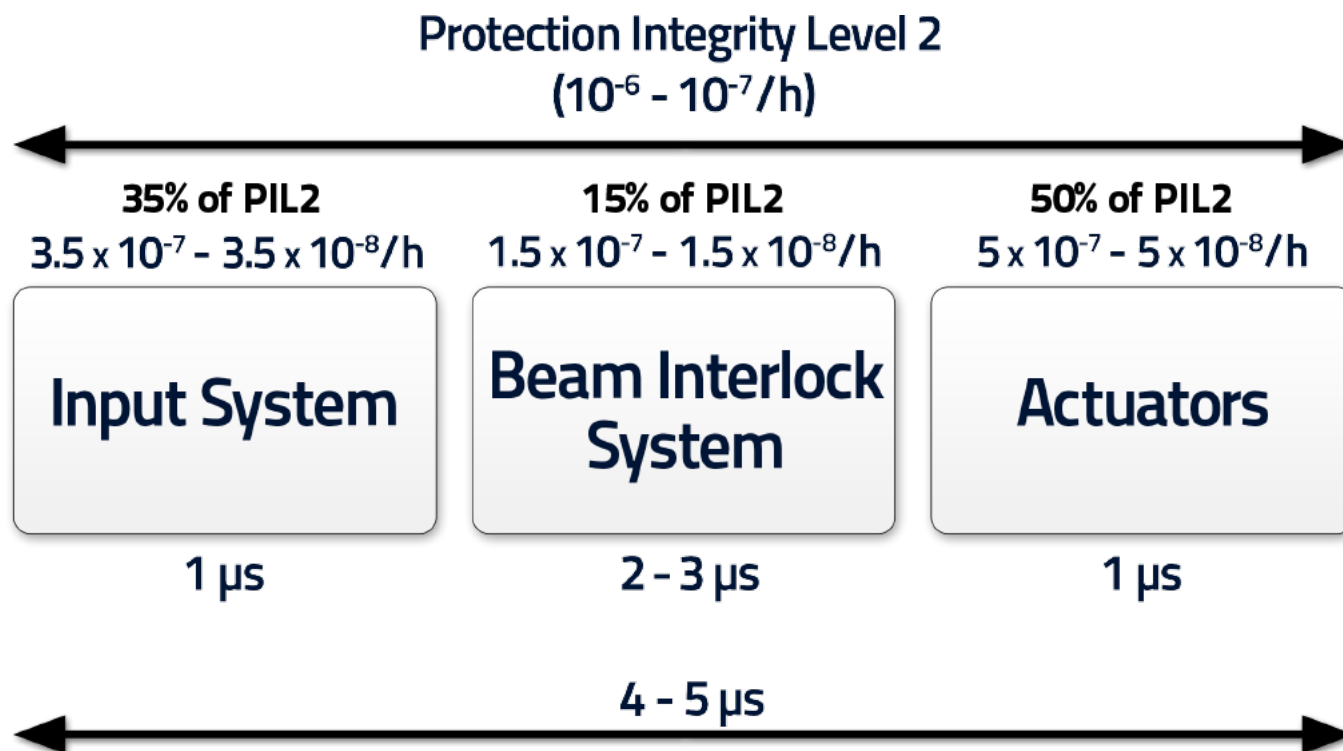 Protection Integrity Level 2
(10⁻⁶ - 10⁻⁷/h)
35% of PIL2
3.5 x 10⁻⁷ - 3.5 x 10⁻⁸/h
Input System
1 µs
15% of PIL2
1.5 x 10⁻⁷ - 1.5 x 10⁻⁸/h
Beam Interlock
System
2 - 3 µs
50% of PIL2
5 x 10⁻⁷ - 5 x 10⁻⁸/h
Actuators
1 µs
4 - 5 µs